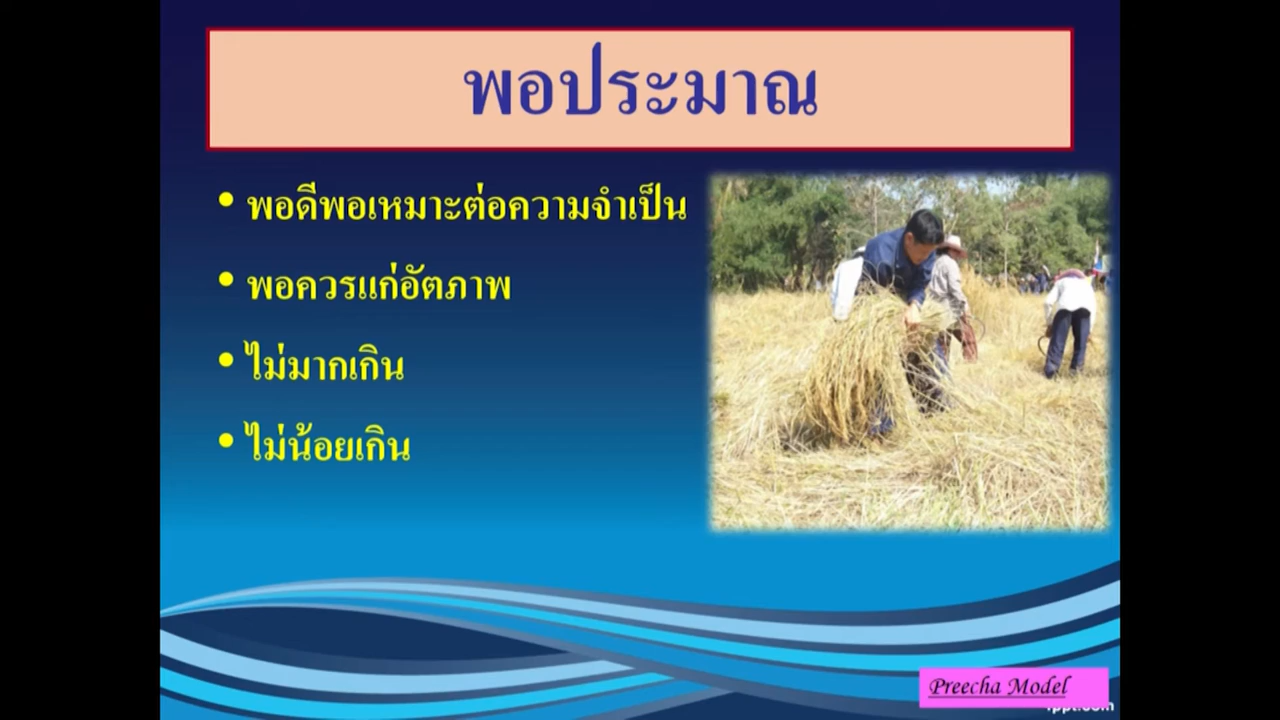 พอประมาณ
• พอดีพอเหมาะต่อความจำเป็น
• พอควรแก่อัตภาพ
• ไม่มากเกิน
• ไม่น้อยเกิน
Preecha Model
fppt.com